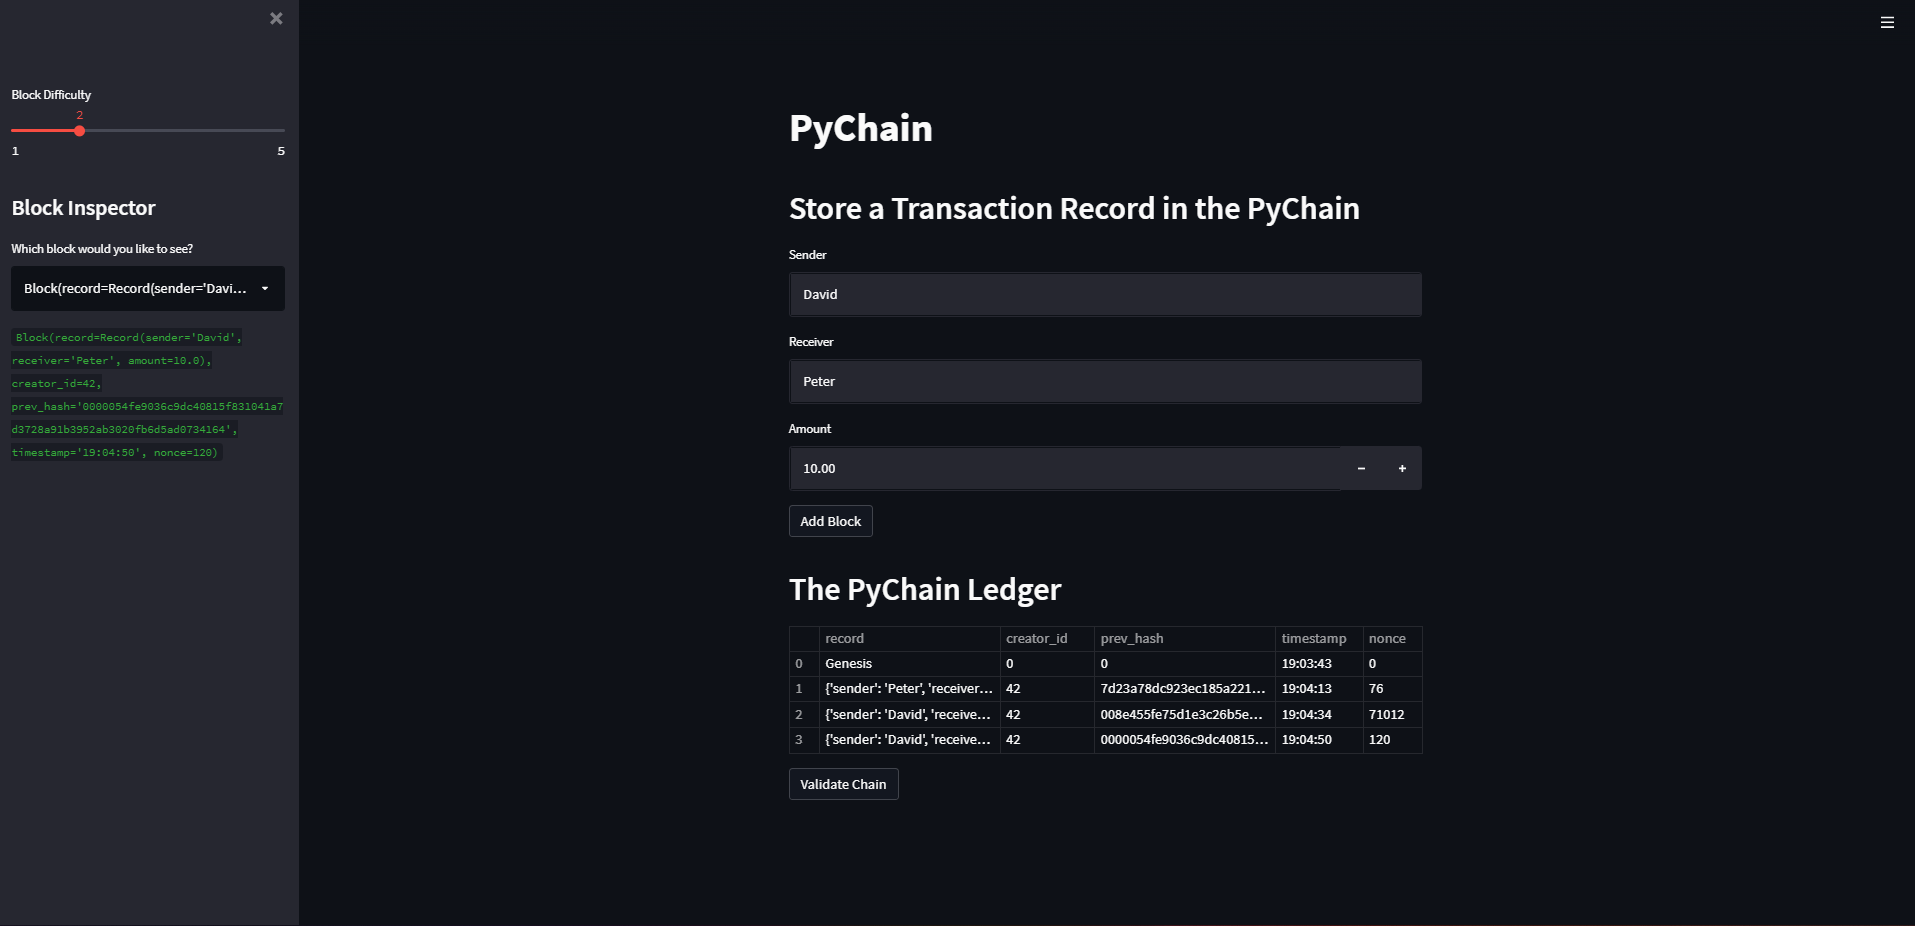 Block Difficulty
2
1 5
Block Inspector
Which block would you like to see?
Block(record=Record(sender='Davi...
Block(record=Record(sender='David',
receiver='Peter', amount=10.0),
creator_id=42,
prev_hash='0000054fe9036c9dc40815f831041a7
d3728a91b3952ab3020fb6d5ad0734164',
timestamp='19:04:50', nonce=120)
PyChain
Store a Transaction Record in the PyChain
Sender
David
Receiver
Peter
Amount
10.00 − +
Add Block
The PyChain Ledger
record creator_id prev_hash timestamp nonce
0 Genesis 0 0 19:03:43 0
1 {'sender': 'Peter', 'receiver... 42 7d23a78dc923ec185a221... 19:04:13 76
2 {'sender': 'David', 'receive... 42 008e455fe75d1e3c26b5e... 19:04:34 71012
3 {'sender': 'David', 'receive... 42 0000054fe9036c9dc40815... 19:04:50 120
Validate Chain